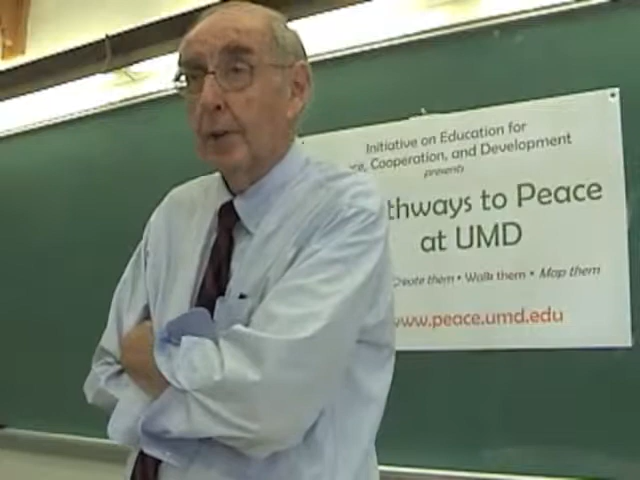 Initiative on Education for
ce, Cooperation, and Development
presents
thways to Peace
at UMD
Create them • Walk them • Map them
www.peace.umd.edu